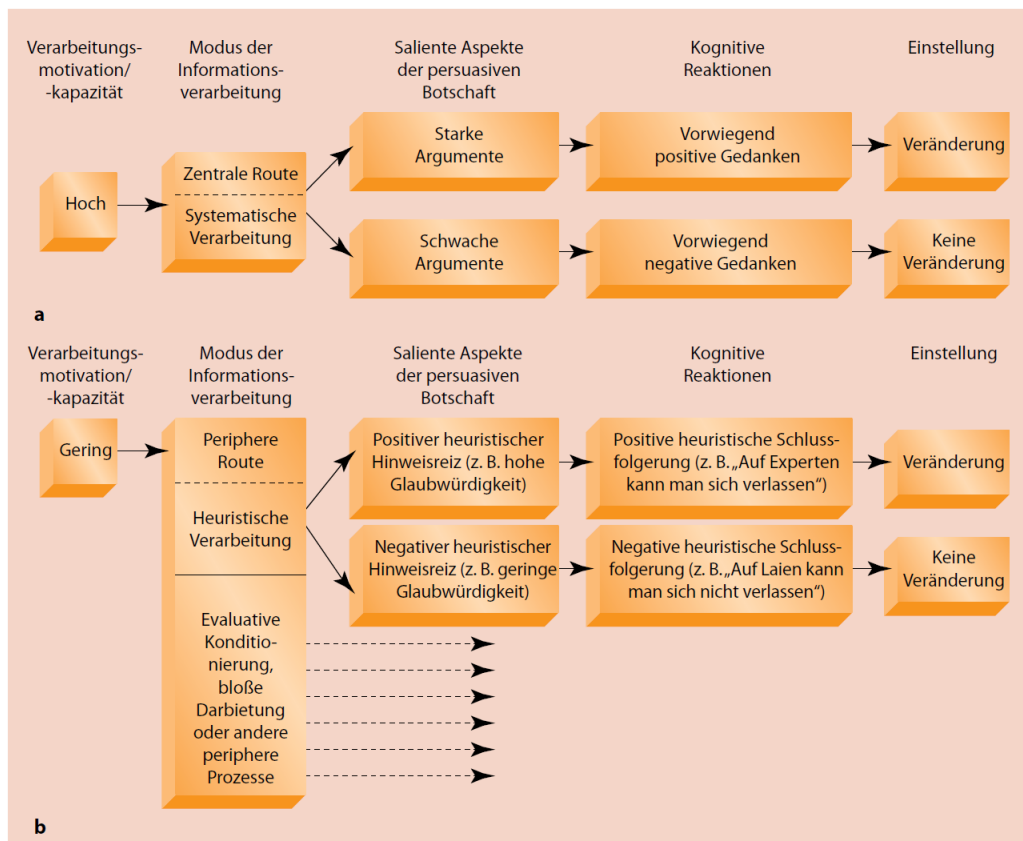 Verarbeitungs-
motivation/
-kapazität
Modus der
Informations-
verarbeitung
Saliente Aspekte
der persuasiven
Botschaft
Kognitive
Reaktionen
Einstellung
Hoch
Zentrale Route
Systematische
Verarbeitung
Starke
Argumente
Vorwiegend
positive Gedanken
Veränderung
Schwache
Argumente
Vorwiegend
negative Gedanken
Keine
Veränderung
a
Verarbeitungs-
motivation/
-kapazität
Modus der
Informations-
verarbeitung
Saliente Aspekte
der persuasiven
Botschaft
Kognitive
Reaktionen
Einstellung
Gering
Periphere
Route
Heuristische
Verarbeitung
Evaluative
Konditio-
nierung,
bloße
Darbietung
oder andere
periphere
Prozesse
Positiver heuristischer
Hinweisreiz (z. B. hohe
Glaubwürdigkeit)
Positive heuristische Schluss-
folgerung (z. B. „Auf Experten
kann man sich verlassen“)
Veränderung
Negativer heuristischer
Hinweisreiz (z. B. geringe
Glaubwürdigkeit)
Negative heuristische Schluss-
folgerung (z. B. „Auf Laien kann
man sich nicht verlassen“)
Keine
Veränderung
b